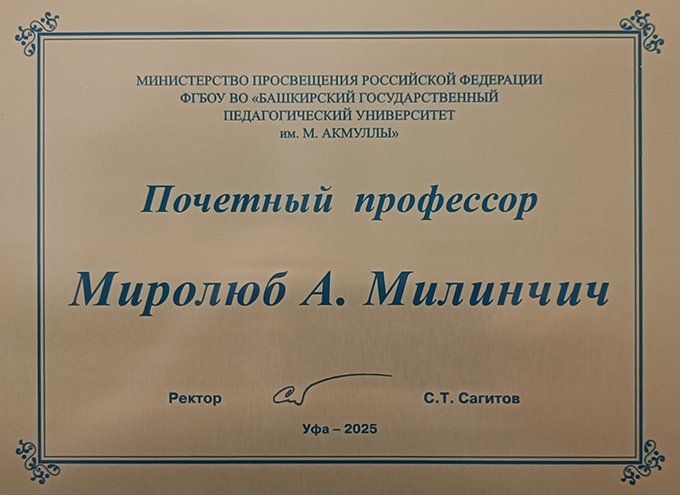 МИНИСТЕРСТВО ПРОСВЕЩЕНИЯ РОССИЙСКОЙ ФЕДЕРАЦИИ
ФГБОУ ВО «БАШКИРСКИЙ ГОСУДАРСТВЕННЫЙ
ПЕДАГОГИЧЕСКИЙ УНИВЕРСИТЕТ
им. М. АКМУЛЛЫ»
Почетный профессор
Миролюб А. Милинчич
Ректор С.Т. Сагитов
Уфа – 2025